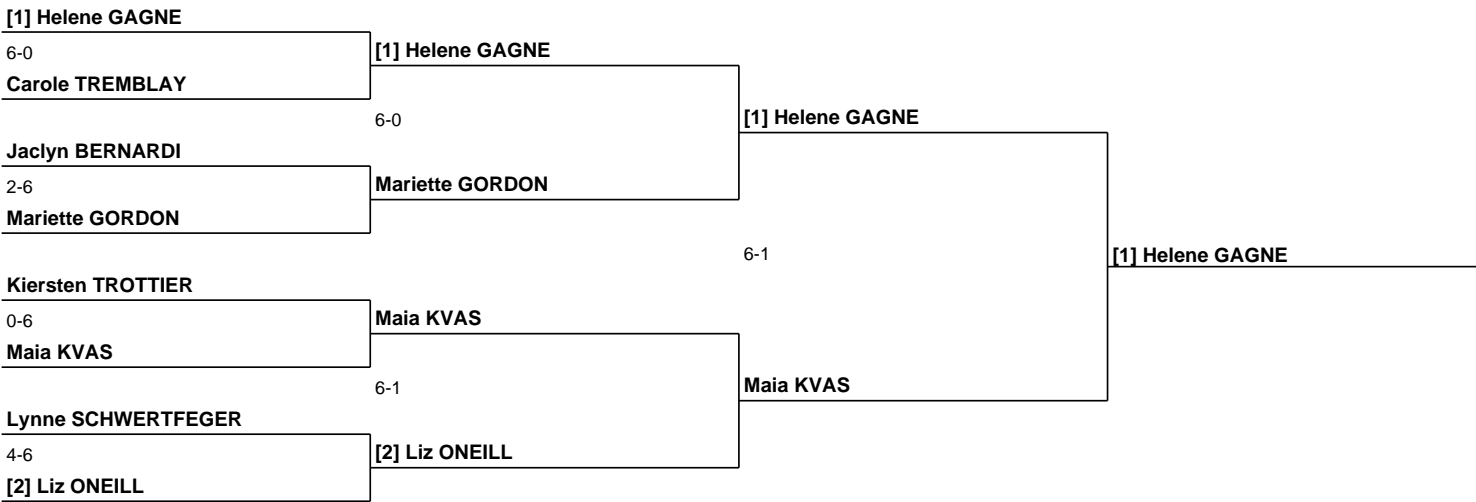 [1] Helene GAGNE
6-0
Carole TREMBLAY
[1] Helene GAGNE
6-0
Jaclyn BERNARDI
2-6
Mariette GORDON
Mariette GORDON
[1] Helene GAGNE
6-1
Kiersten TROTTIER
0-6
Maia KVAS
Maia KVAS
6-1
Lynne SCHWERTFEGER
4-6
[2] Liz ONEILL
[2] Liz ONEILL
Maia KVAS
[1] Helene GAGNE